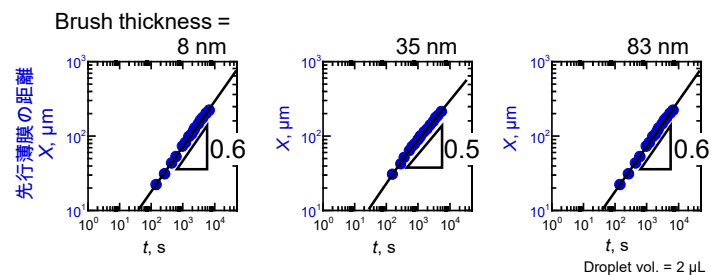 Brush thickness =
8 nm
35 nm
83 nm
先行薄膜の距離
X, μm
10³
10²
10¹
0.6
10⁰ 10¹ 10² 10³ 10⁴
t, s
X, μm
10³
10²
10¹
0.5
10⁰ 10¹ 10² 10³ 10⁴
t, s
X, μm
10³
10²
10¹
0.6
10⁰ 10¹ 10² 10³ 10⁴
t, s
Droplet vol. = 2 μL